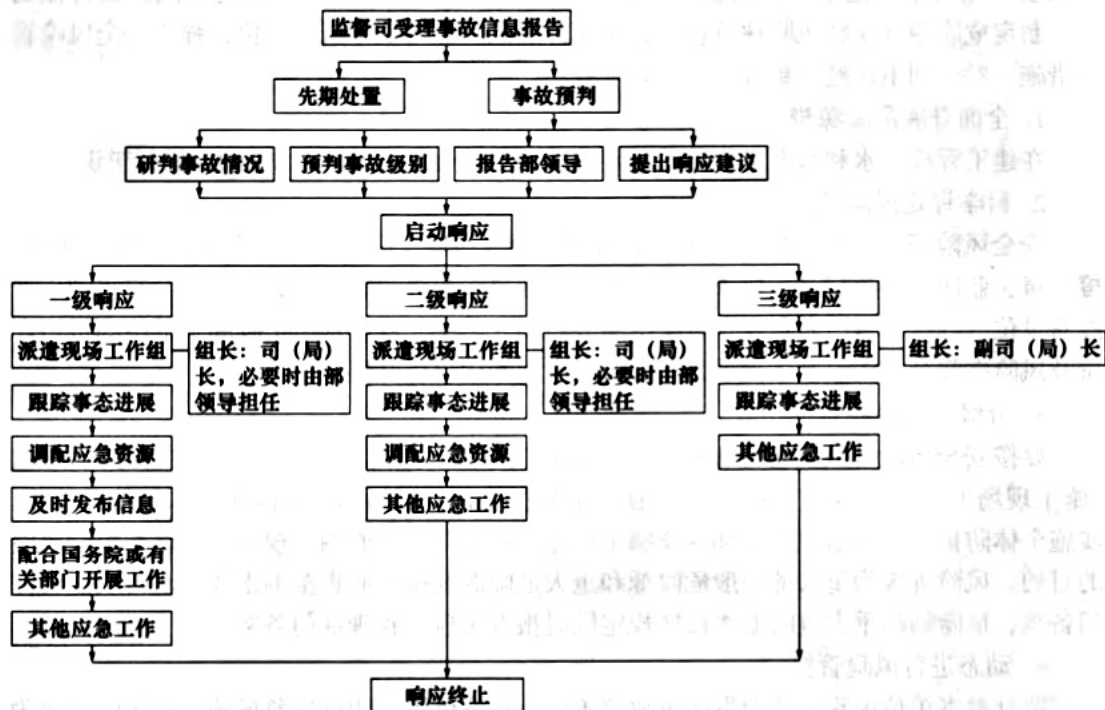 监督司受理事故信息报告
先期处置
事故预判
研判事故情况
预判事故级别
报告部领导
提出响应建议
启动响应
一级响应
二级响应
三级响应
派遣现场工作组
组长：司（局）
长，必要时由部
领导担任
派遣现场工作组
组长：司（局）
长，必要时由部
领导担任
派遣现场工作组
组长：副司（局）长
跟踪事态进展
跟踪事态进展
跟踪事态进展
调配应急资源
调配应急资源
其他应急工作
及时发布信息
其他应急工作
配合国务院或有
关部门开展工作
其他应急工作
响应终止